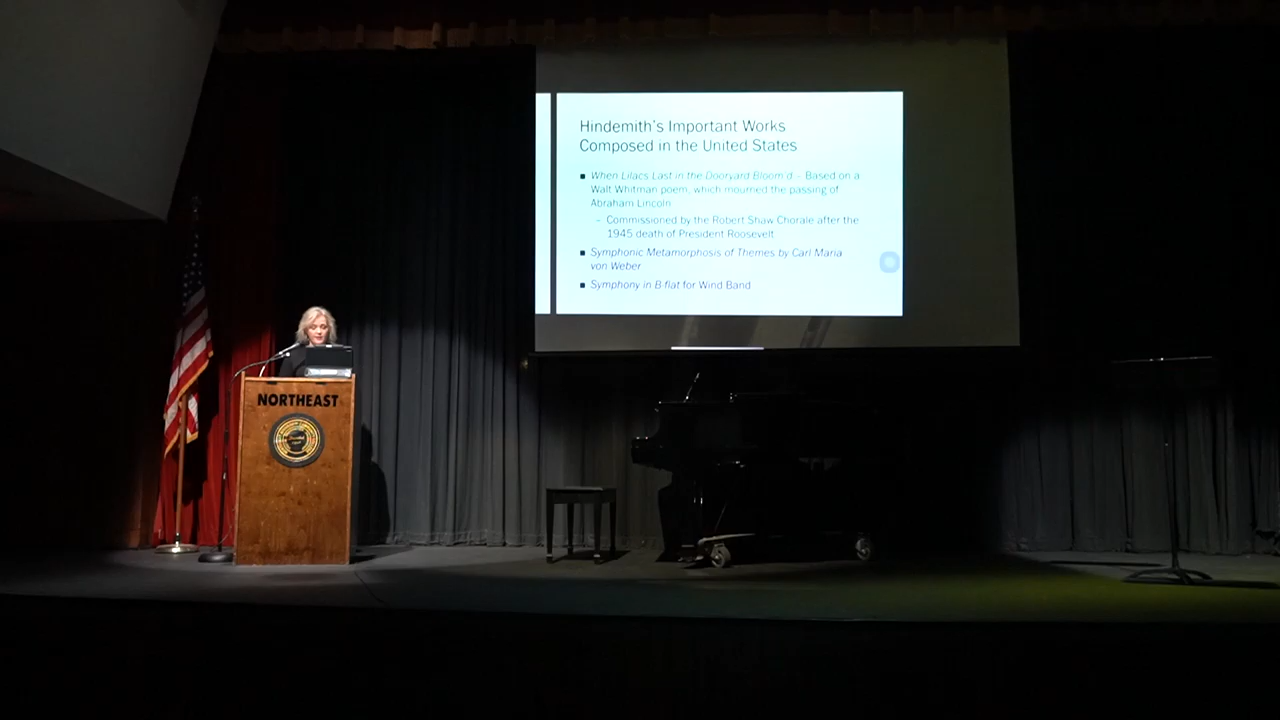 Hindemith's Important Works
Composed in the United States
■ When Lilacs Last in the Dooryard Bloom'd – Based on a
Walt Whitman poem, which mourned the passing of
Abraham Lincoln
– Commissioned by the Robert Shaw Chorale after the
1945 death of President Roosevelt
■ Symphonic Metamorphosis of Themes by Carl Maria
von Weber
■ Symphony in B-flat for Wind Band
NORTHEAST